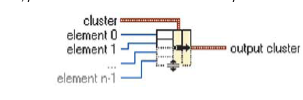 cluster
element 0
element 1
...
element n-1
output cluster